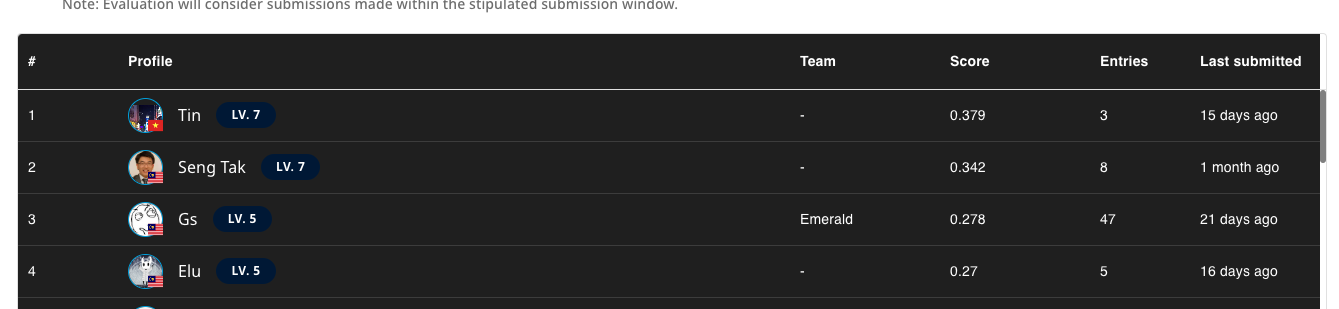 Note: Evaluation will consider submissions made within the stipulated submission window.
# Profile Team Score Entries Last submitted
1 Tin LV. 7 - 0.379 3 15 days ago
2 Seng Tak LV. 7 - 0.342 8 1 month ago
3 Gs LV. 5 Emerald 0.278 47 21 days ago
4 Elu LV. 5 - 0.27 5 16 days ago